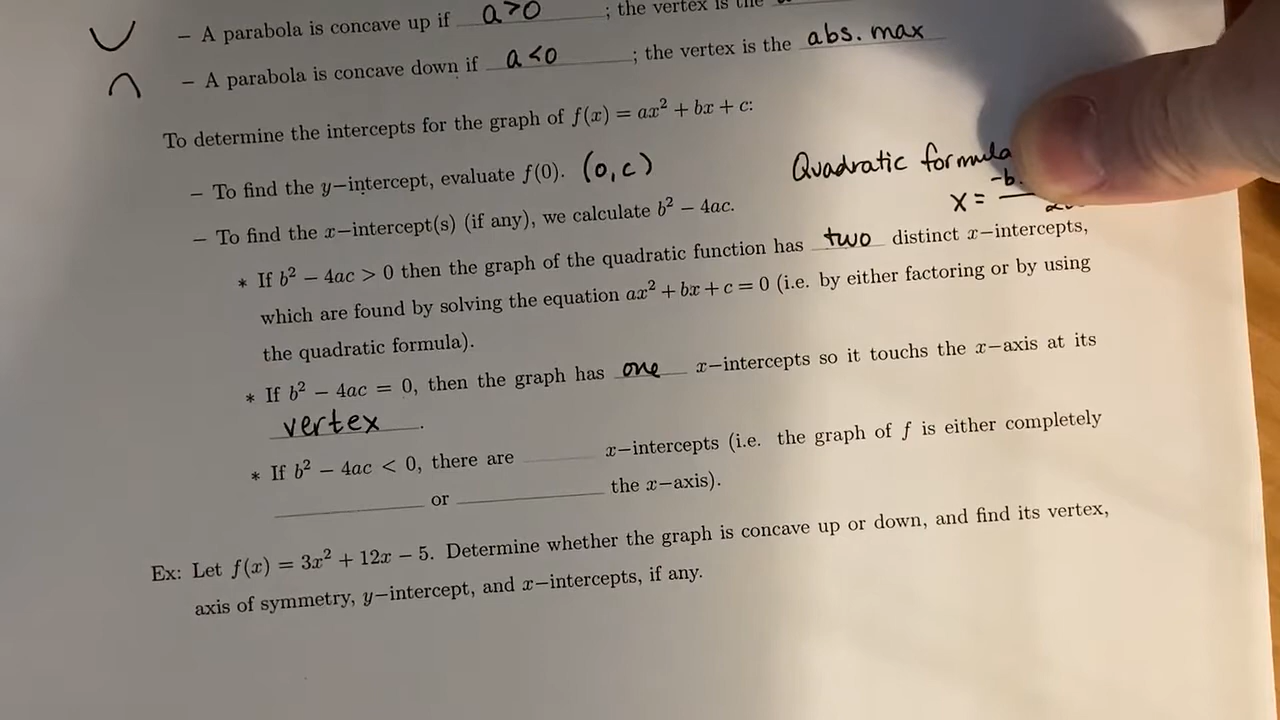 – A parabola is concave up if a>0 ; the vertex is the
– A parabola is concave down if a<0 ; the vertex is the abs. max
To determine the intercepts for the graph of f(x) = ax² + bx + c:
– To find the y−intercept, evaluate f(0). (0,c)
Quadratic formula
– To find the x−intercept(s) (if any), we calculate b² − 4ac.
x = -b
* If b² − 4ac > 0 then the graph of the quadratic function has two distinct x−intercepts,
which are found by solving the equation ax² + bx + c = 0 (i.e. by either factoring or by using
the quadratic formula).
* If b² − 4ac = 0, then the graph has one x−intercepts so it touchs the x−axis at its
vertex.
* If b² − 4ac < 0, there are ______ x−intercepts (i.e. the graph of f is either completely
______ or ______ the x−axis).
Ex: Let f(x) = 3x² + 12x − 5. Determine whether the graph is concave up or down, and find its vertex,
axis of symmetry, y−intercept, and x−intercepts, if any.